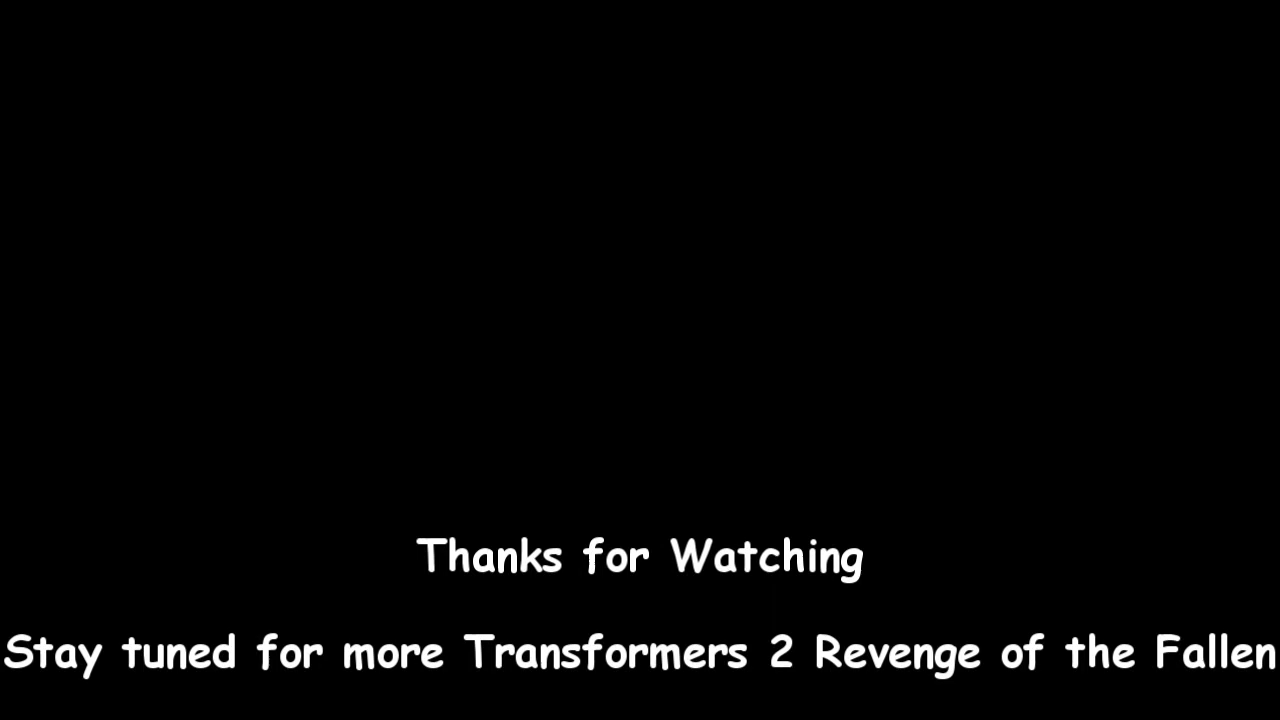 Thanks for Watching
Stay tuned for more Transformers 2 Revenge of the Fallen